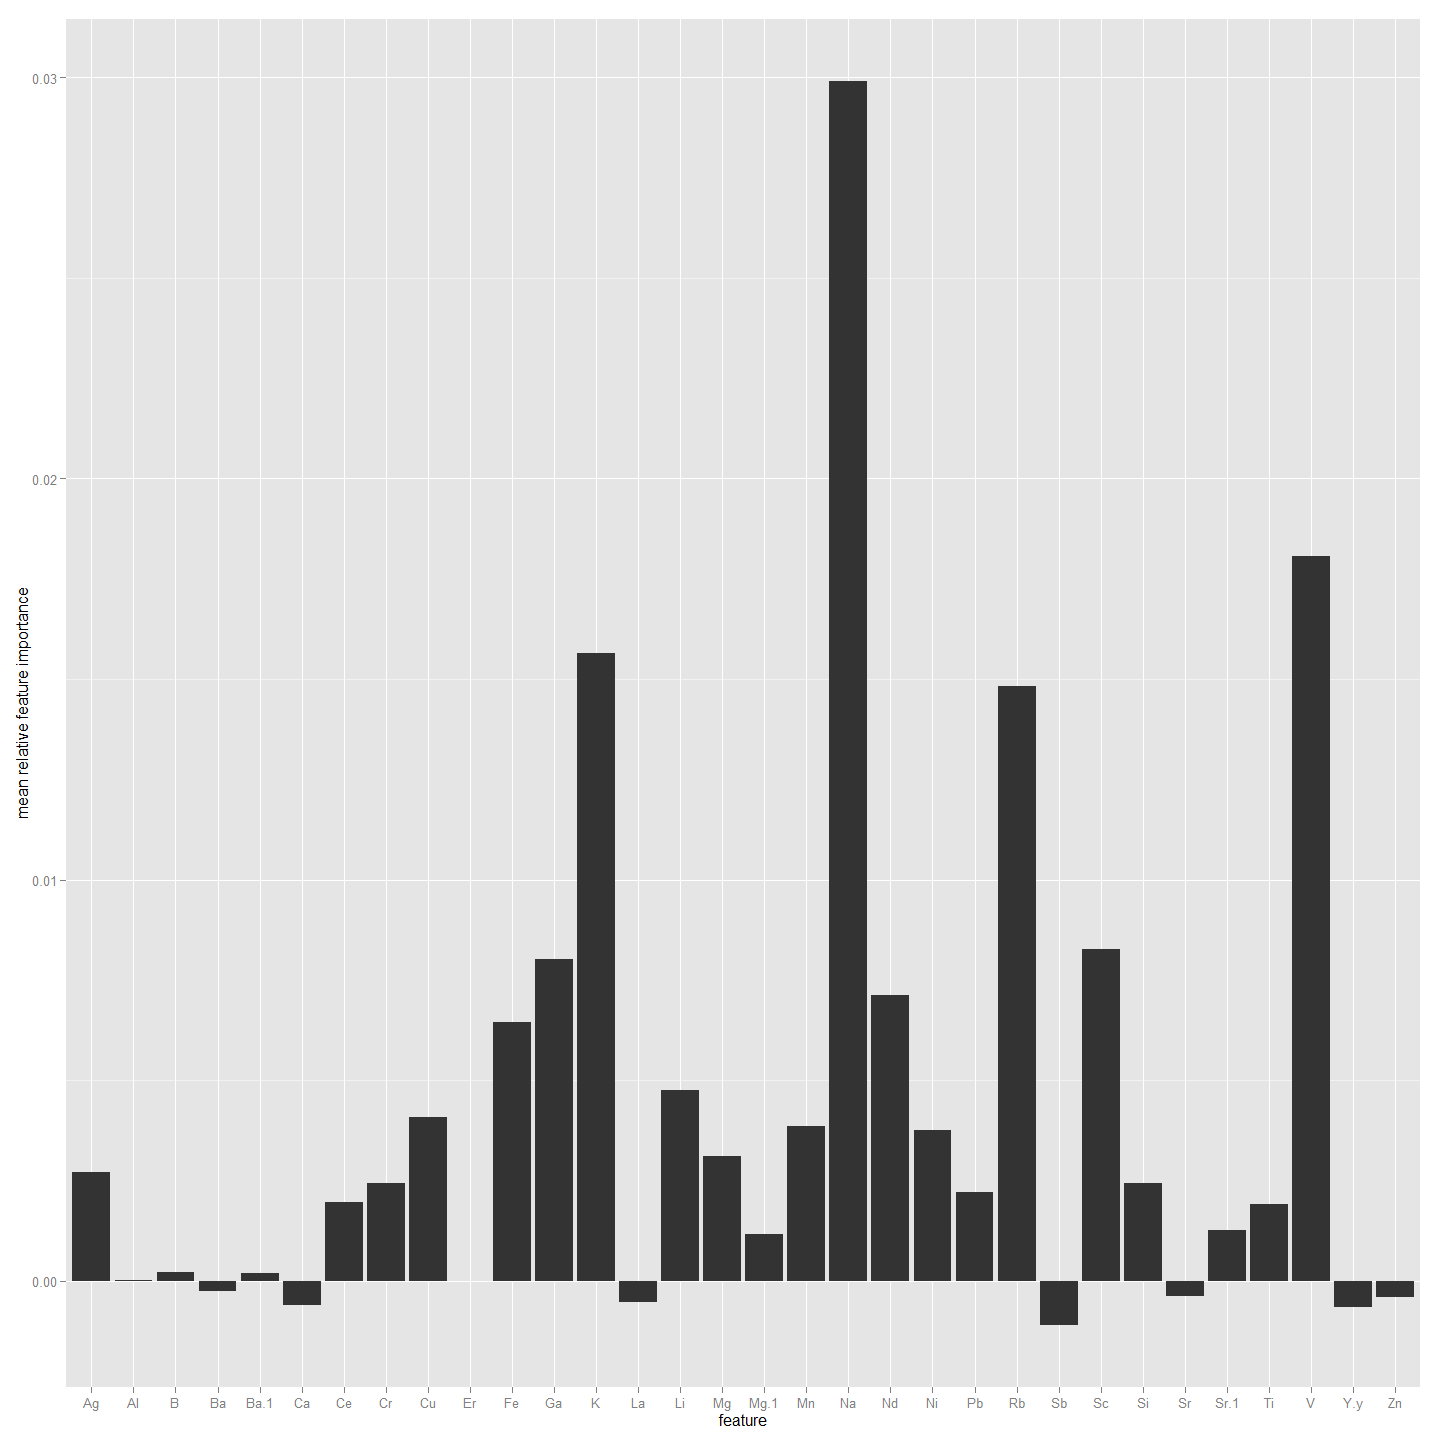 mean relative feature importance
0.03
0.02
0.01
0.00
Ag Al B Ba Ba.1 Ca Ce Cr Cu Er Fe Ga K La Li Mg Mg.1 Mn Na Nd Ni Pb Rb Sb Sc Si Sr Sr.1 Ti V Y.y Zn
feature